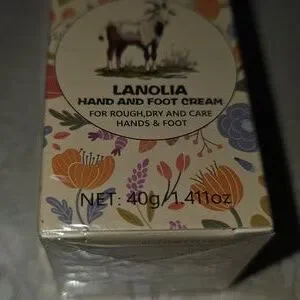 LANOLIA
HAND AND FOOT CREAM
FOR ROUGH,DRY AND CARE
HANDS & FOOT
NET: 40g/1.411oz